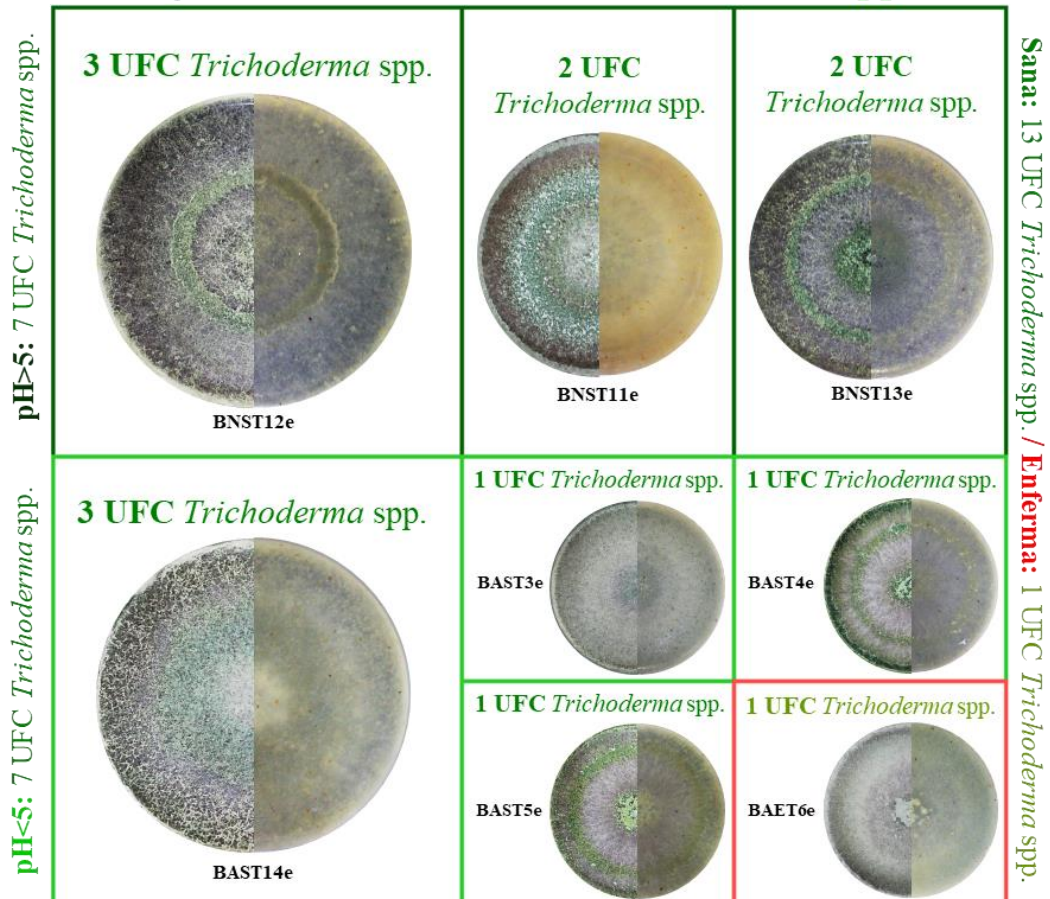 pH>5: 7 UFC Trichoderma spp.
3 UFC Trichoderma spp.
BNST12e
2 UFC
Trichoderma spp.
BNST11e
2 UFC
Trichoderma spp.
BNST13e
Sana: 13 UFC Trichoderma spp. / Enferma: 1 UFC Trichoderma spp.
pH<5: 7 UFC Trichoderma spp.
3 UFC Trichoderma spp.
BAST14e
1 UFC Trichoderma spp.
BAST3e
1 UFC Trichoderma spp.
BAST4e
1 UFC Trichoderma spp.
BAST5e
1 UFC Trichoderma spp.
BAET6e